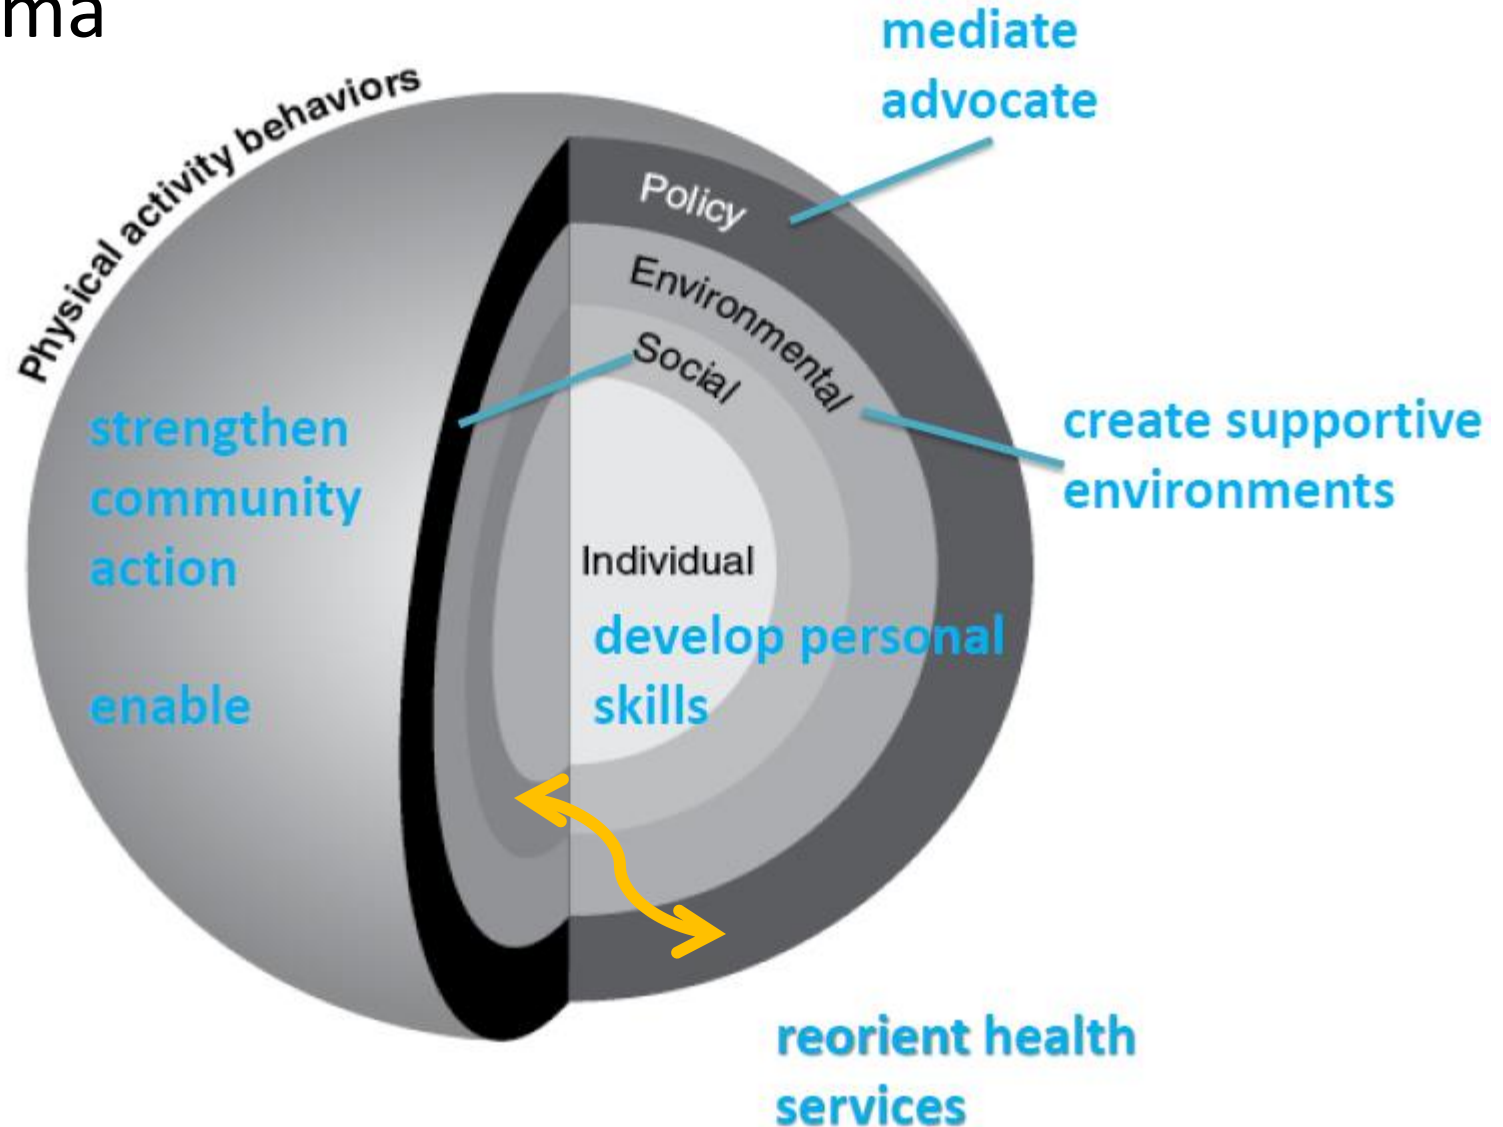 ma
mediate
advocate
Physical activity behaviors
Policy
Environmental
Social
strengthen
community
action
create supportive
environments
Individual
develop personal
skills
enable
reorient health
services